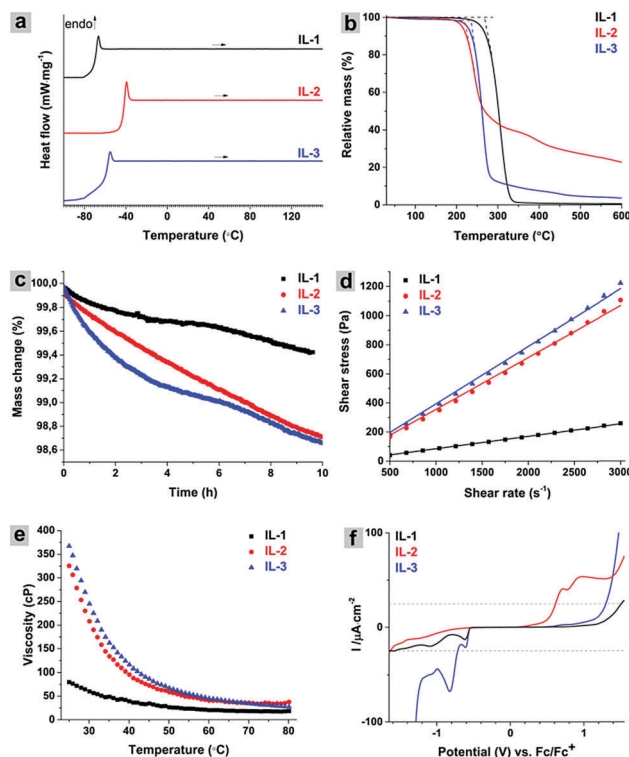 a
endo
IL-1
IL-2
IL-3
Heat flow (mW·mg⁻¹)
-80 -40 0 40 80 120
Temperature (°C)
b
IL-1
IL-2
IL-3
Relative mass (%)
100
80
60
40
20
0
100 200 300 400 500 600
Temperature (°C)
c
IL-1
IL-2
IL-3
Mass change (%)
100,0
99,8
99,6
99,4
99,2
99,0
98,8
98,6
0 2 4 6 8 10
Time (h)
d
IL-1
IL-2
IL-3
Shear stress (Pa)
1200
1000
800
600
400
200
0
500 1000 1500 2000 2500 3000
Shear rate (s⁻¹)
e
IL-1
IL-2
IL-3
Viscosity (cP)
400
350
300
250
200
150
100
50
0
30 40 50 60 70 80
Temperature (°C)
f
IL-1
IL-2
IL-3
I /µA·cm⁻²
100
0
-100
-1 0 1
Potential (V) vs. Fc/Fc⁺